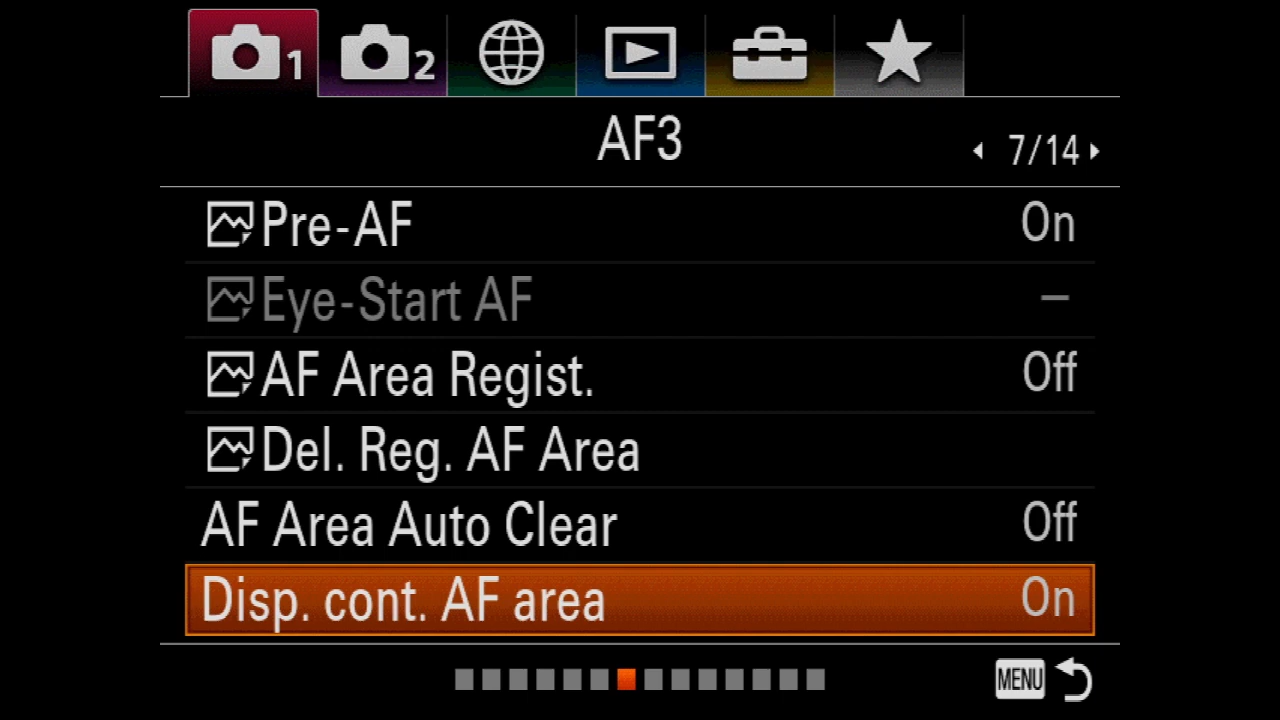 1 2
AF3
7/14
Pre-AF On
Eye-Start AF –
AF Area Regist. Off
Del. Reg. AF Area
AF Area Auto Clear Off
Disp. cont. AF area On
MENU